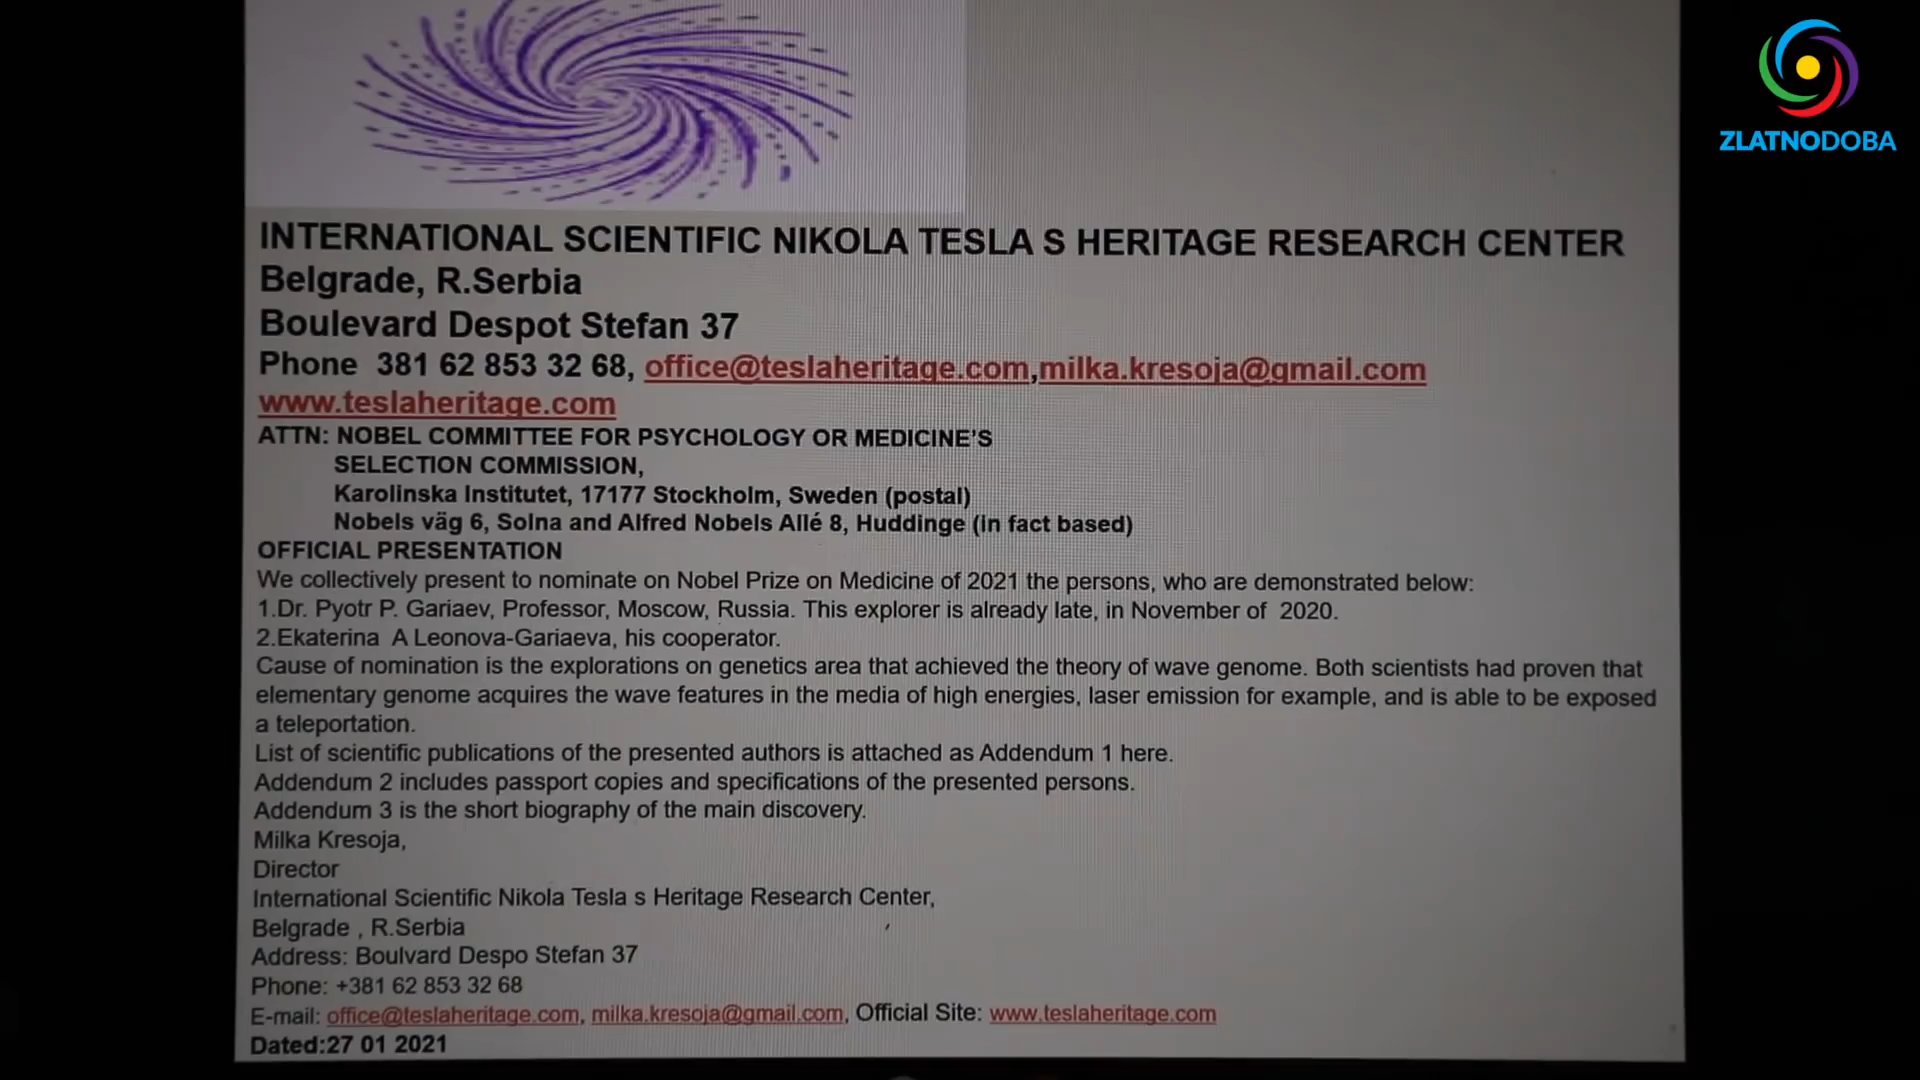 ZLATNODOBA
INTERNATIONAL SCIENTIFIC NIKOLA TESLA S HERITAGE RESEARCH CENTER
Belgrade, R.Serbia
Boulevard Despot Stefan 37
Phone 381 62 853 32 68, office@teslaheritage.com,milka.kresoja@gmail.com
www.teslaheritage.com
ATTN: NOBEL COMMITTEE FOR PSYCHOLOGY OR MEDICINE'S
SELECTION COMMISSION,
Karolinska Institutet, 17177 Stockholm, Sweden (postal)
Nobels väg 6, Solna and Alfred Nobels Allé 8, Huddinge (in fact based)
OFFICIAL PRESENTATION
We collectively present to nominate on Nobel Prize on Medicine of 2021 the persons, who are demonstrated below:
1.Dr. Pyotr P. Gariaev, Professor, Moscow, Russia. This explorer is already late, in November of 2020.
2.Ekaterina A Leonova-Gariaeva, his cooperator.
Cause of nomination is the explorations on genetics area that achieved the theory of wave genome. Both scientists had proven that
elementary genome acquires the wave features in the media of high energies, laser emission for example, and is able to be exposed
a teleportation.
List of scientific publications of the presented authors is attached as Addendum 1 here.
Addendum 2 includes passport copies and specifications of the presented persons.
Addendum 3 is the short biography of the main discovery.
Milka Kresoja,
Director
International Scientific Nikola Tesla s Heritage Research Center,
Belgrade , R.Serbia
Address: Boulvard Despo Stefan 37
Phone: +381 62 853 32 68
E-mail: office@teslaheritage.com, milka.kresoja@gmail.com, Official Site: www.teslaheritage.com
Dated:27 01 2021